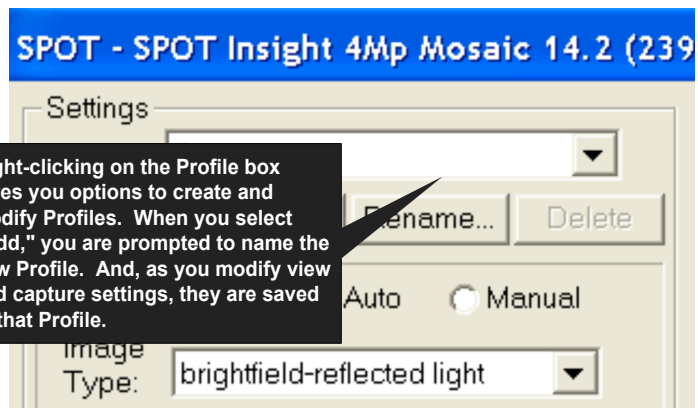 SPOT - SPOT Insight 4Mp Mosaic 14.2 (239
Settings
ght-clicking on the Profile box
es you options to create and
dify Profiles. When you select
dd," you are prompted to name the
w Profile. And, as you modify view
d capture settings, they are saved
that Profile.
Rename...
Delete
Auto
Manual
Image
Type:
brightfield-reflected light